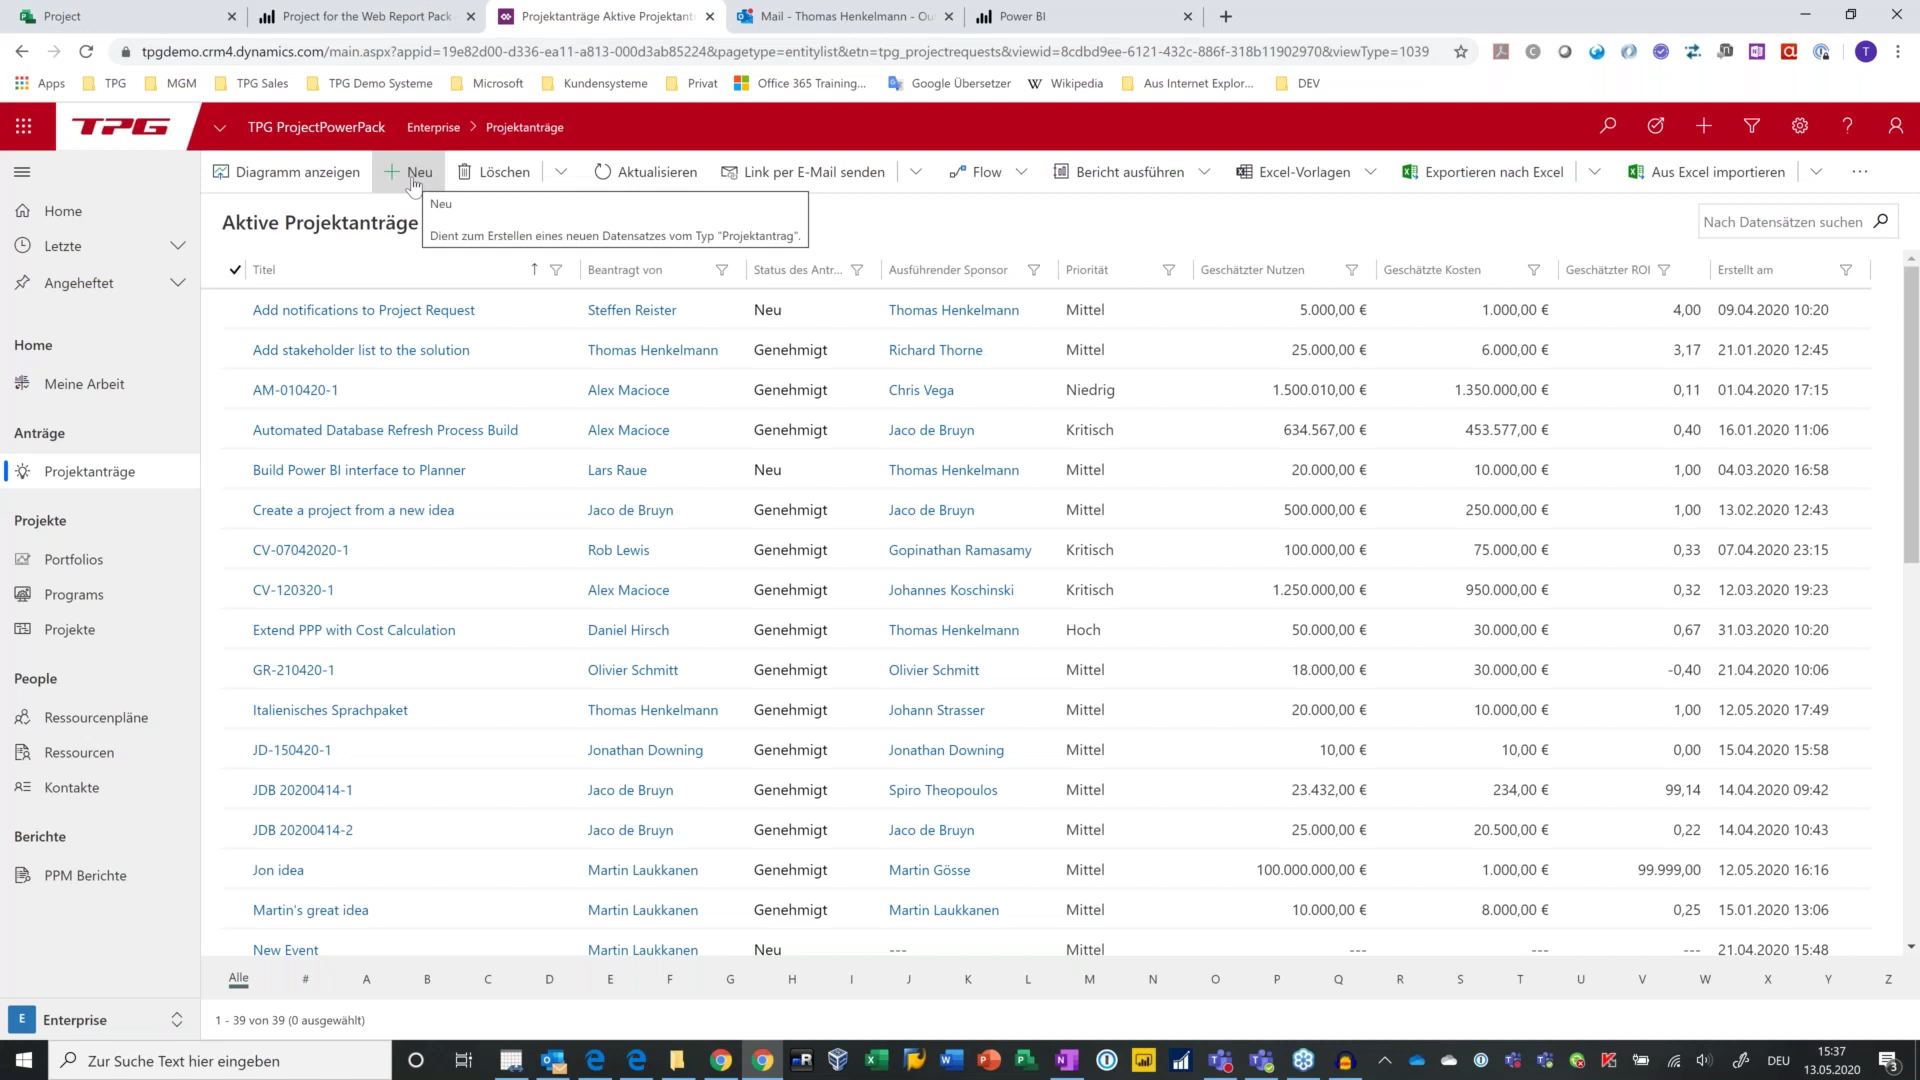 Project
Project for the Web Report Pack
Projektanträge Aktive Projektant
Mail - Thomas Henkelmann - Ou
Power BI
tpgdemo.crm4.dynamics.com/main.aspx?appid=19e82d00-d336-ea11-a813-000d3ab85224&pagetype=entitylist&etn=tpg_projectrequests&viewid=8cdbd9ee-6121-432c-886f-318b11902970&viewType=1039
T
Apps TPG MGM TPG Sales TPG Demo Systeme Microsoft Kundensysteme Privat Office 365 Training... Google Übersetzer Wikipedia Aus Internet Explor... DEV
TPG TPG ProjectPowerPack Enterprise > Projektanträge
Diagramm anzeigen Neu Löschen Aktualisieren Link per E-Mail senden Flow Bericht ausführen Excel-Vorlagen Exportieren nach Excel Aus Excel importieren
Neu
Dient zum Erstellen eines neuen Datensatzes vom Typ "Projektantrag".
Home
Letzte
Angeheftet
Home
Meine Arbeit
Anträge
Projektanträge
Projekte
Portfolios
Programs
Projekte
People
Ressourcenpläne
Ressourcen
Kontakte
Berichte
PPM Berichte
E Enterprise
Aktive Projektanträge
Nach Datensätzen suchen
Titel Beantragt von Status des Antr... Ausführender Sponsor Priorität Geschätzter Nutzen Geschätzte Kosten Geschätzter ROI Erstellt am
Add notifications to Project Request Steffen Reister Neu Thomas Henkelmann Mittel 5.000,00 € 1.000,00 € 4,00 09.04.2020 10:20
Add stakeholder list to the solution Thomas Henkelmann Genehmigt Richard Thorne Mittel 25.000,00 € 6.000,00 € 3,17 21.01.2020 12:45
AM-010420-1 Alex Macioce Genehmigt Chris Vega Niedrig 1.500.010,00 € 1.350.000,00 € 0,11 01.04.2020 17:15
Automated Database Refresh Process Build Alex Macioce Genehmigt Jaco de Bruyn Kritisch 634.567,00 € 453.577,00 € 0,40 16.01.2020 11:06
Build Power BI interface to Planner Lars Raue Neu Thomas Henkelmann Mittel 20.000,00 € 10.000,00 € 1,00 04.03.2020 16:58
Create a project from a new idea Jaco de Bruyn Genehmigt Jaco de Bruyn Mittel 500.000,00 € 250.000,00 € 1,00 13.02.2020 12:43
CV-07042020-1 Rob Lewis Genehmigt Gopinathan Ramasamy Kritisch 100.000,00 € 75.000,00 € 0,33 07.04.2020 23:15
CV-120320-1 Alex Macioce Genehmigt Johannes Koschinski Kritisch 1.250.000,00 € 950.000,00 € 0,32 12.03.2020 19:23
Extend PPP with Cost Calculation Daniel Hirsch Genehmigt Thomas Henkelmann Hoch 50.000,00 € 30.000,00 € 0,67 31.03.2020 10:20
GR-210420-1 Olivier Schmitt Genehmigt Olivier Schmitt Mittel 18.000,00 € 30.000,00 € -0,40 21.04.2020 10:06
Italienisches Sprachpaket Thomas Henkelmann Genehmigt Johann Strasser Mittel 20.000,00 € 10.000,00 € 1,00 12.05.2020 17:49
JD-150420-1 Jonathan Downing Genehmigt Jonathan Downing Mittel 10,00 € 10,00 € 0,00 15.04.2020 15:58
JDB 20200414-1 Jaco de Bruyn Genehmigt Spiro Theopoulos Mittel 23.432,00 € 234,00 € 99,14 14.04.2020 09:42
JDB 20200414-2 Jaco de Bruyn Genehmigt Jaco de Bruyn Mittel 25.000,00 € 20.500,00 € 0,22 14.04.2020 10:43
Jon idea Martin Laukkanen Genehmigt Martin Gösse Mittel 100.000.000,00 € 1.000,00 € 99.999,00 12.05.2020 16:16
Martin's great idea Martin Laukkanen Genehmigt Martin Laukkanen Mittel 10.000,00 € 8.000,00 € 0,25 15.01.2020 13:06
New Event Martin Laukkanen Neu --- Mittel --- --- --- 21.04.2020 15:48
Alle # A B C D E F G H I J K L M N O P Q R S T U V W X Y Z
1 - 39 von 39 (0 ausgewählt)
Zur Suche Text hier eingeben
DEU
15:37
13.05.2020
3